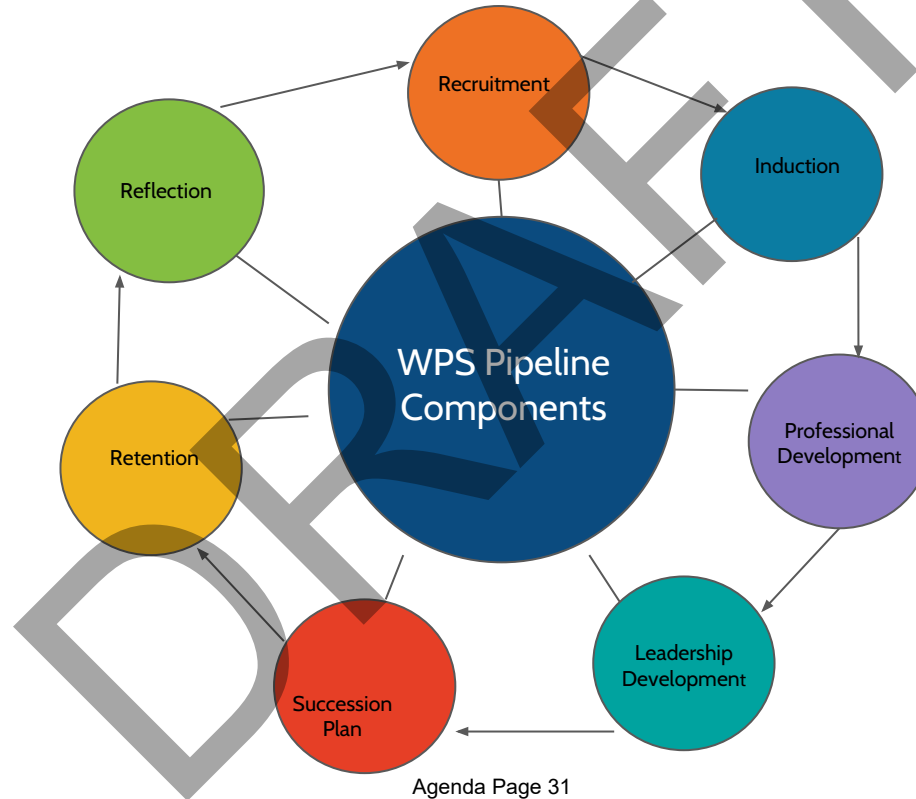 Recruitment
Induction
Reflection
WPS Pipeline
Components
Professional
Development
Retention
Leadership
Development
Succession
Plan
DRAFT
Agenda Page 31